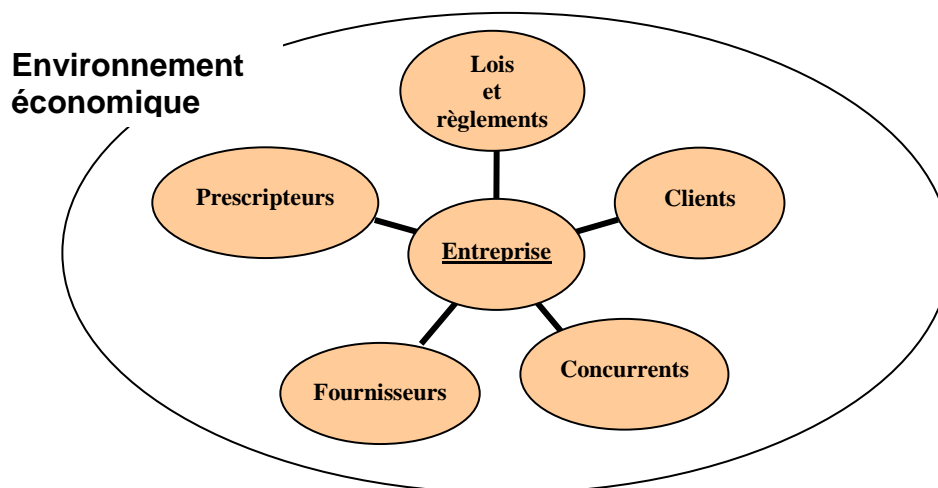 Environnement
économique
Lois
et
règlements
Prescripteurs
Clients
Entreprise
Fournisseurs
Concurrents